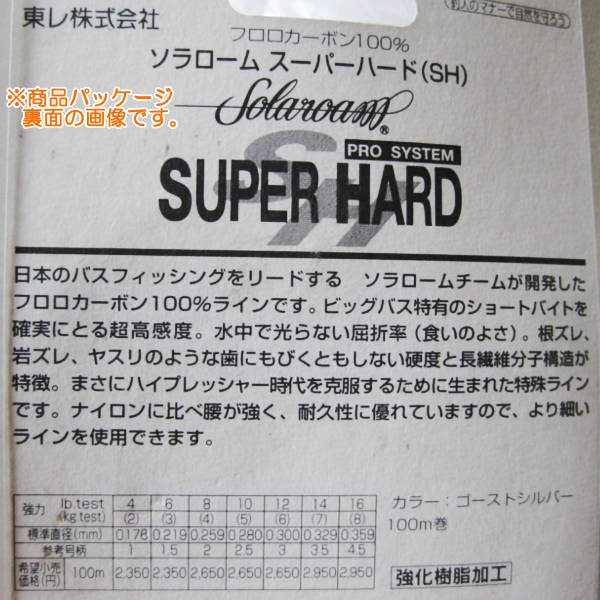 東レ株式会社
釣人のマナーで自然を守ろう
フロロカーボン100%
ソラローム スーパーハード(SH)
※商品パッケージ
裏面の画像です。
Solaroam®
PRO SYSTEM
SH
SUPER HARD
日本のバスフィッシングをリードする ソラロームチームが開発した
フロロカーボン100%ラインです。ビッグバス特有のショートバイトを
確実にとる超高感度。水中で光らない屈折率(食いのよさ)。根ズレ、
岩ズレ、ヤスリのような歯にもびくともしない硬度と長繊維分子構造が
特徴。まさにハイプレッシャー時代を克服するために生まれた特殊ライン
です。ナイロンに比べ腰が強く、耐久性に優れていますので、より細い
ラインを使用できます。
強力 lb.test 4 6 8 10 12 14 16
(kg test) (2) (3) (4) (5) (6) (7) (8)
標準直径(mm) 0.176 0.219 0.259 0.280 0.300 0.329 0.359
参考号柄 1 1.5 2 2.5 3 3.5 4.5
希望小売価格(円) 100m 2,350 2,350 2,650 2,650 2,650 2,950 2,950
カラー:ゴーストシルバー
100m巻
強化樹脂加工